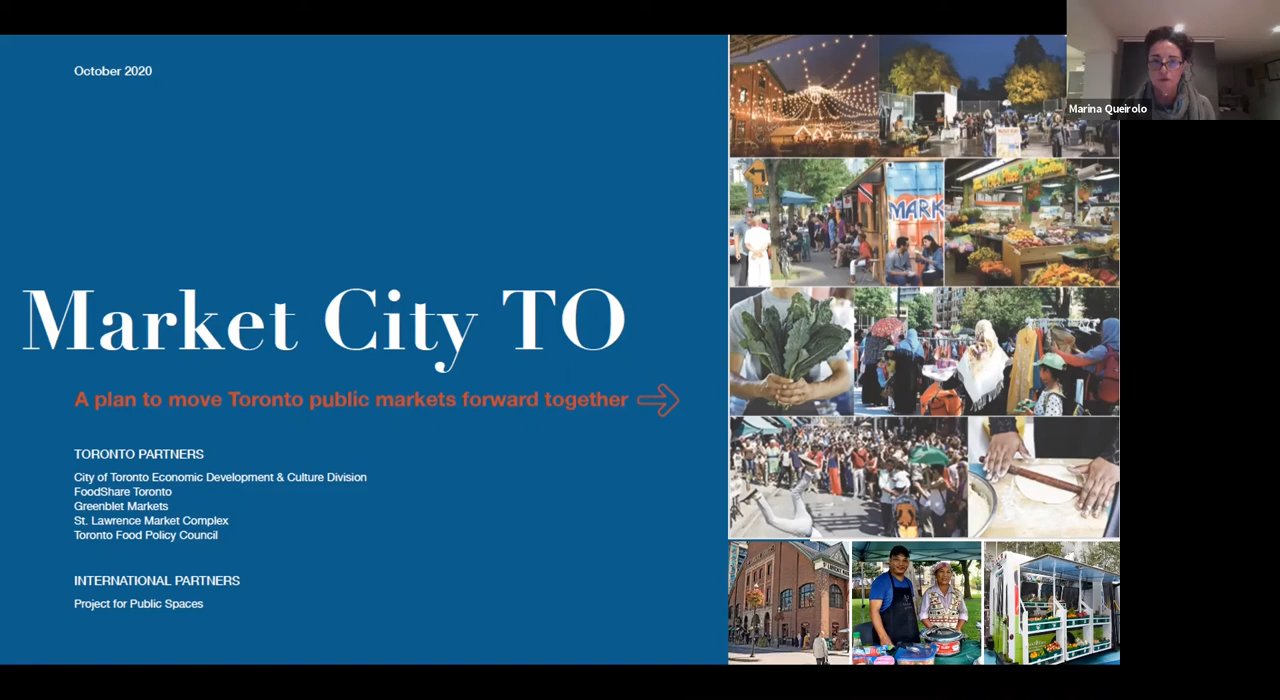 October 2020
Marina Queirolo
MARK
Market City TO
A plan to move Toronto public markets forward together
TORONTO PARTNERS
City of Toronto Economic Development & Culture Division
FoodShare Toronto
Greenblet Markets
St. Lawrence Market Complex
Toronto Food Policy Council
INTERNATIONAL PARTNERS
Project for Public Spaces